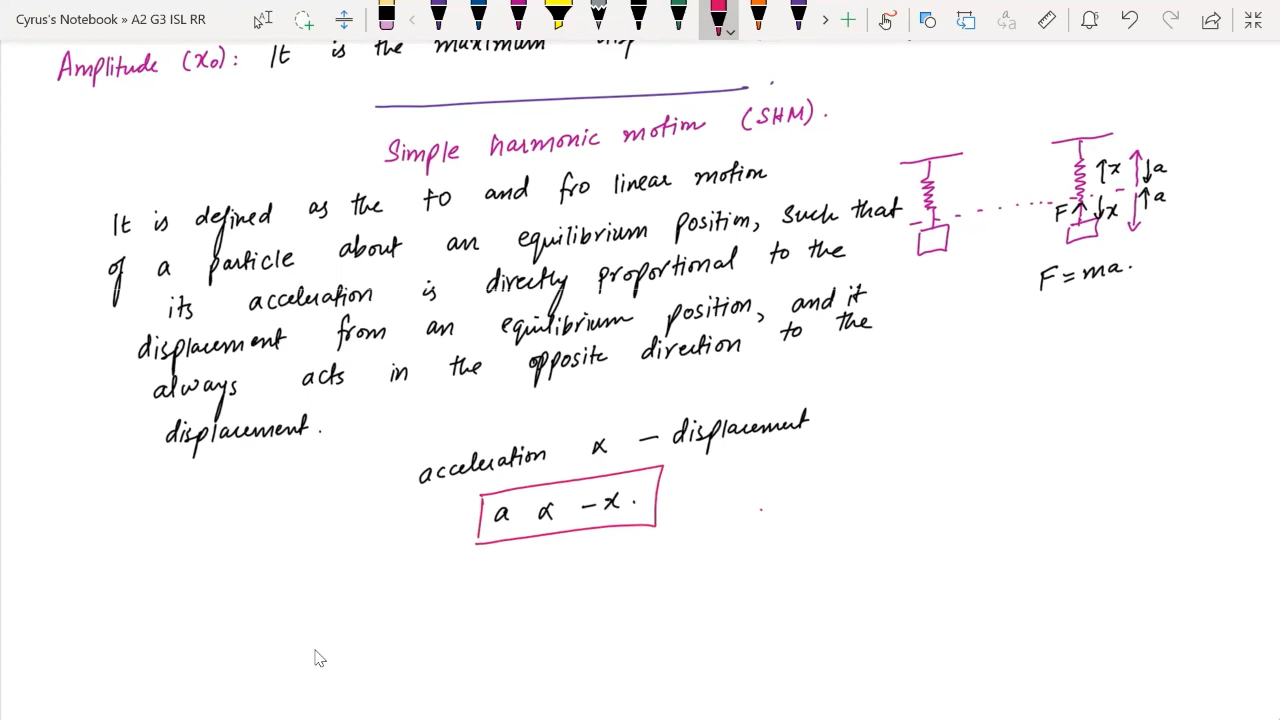 Cyrus's Notebook » A2 G3 ISL RR
Amplitude (x₀): It is the maximum disp
Simple harmonic motion (SHM).
It is defined as the to and fro linear motion
of a particle about an equilibrium position, such that
its acceleration is directly proportional to the
displacement from an equilibrium position, and it
always acts in the opposite direction to the
displacement.
acceleration ∝ – displacement
a ∝ –x.
↑x ↓a
↑a
F↑ ↓x
F = ma.